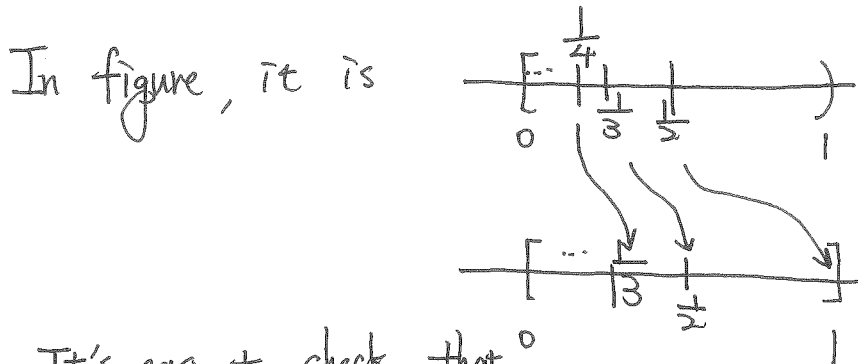 1/4
In figure, it is [ ... )
0 1/3 1/2 1
[ ... 1/3 1/2 ]
It's easy to check that 0 1